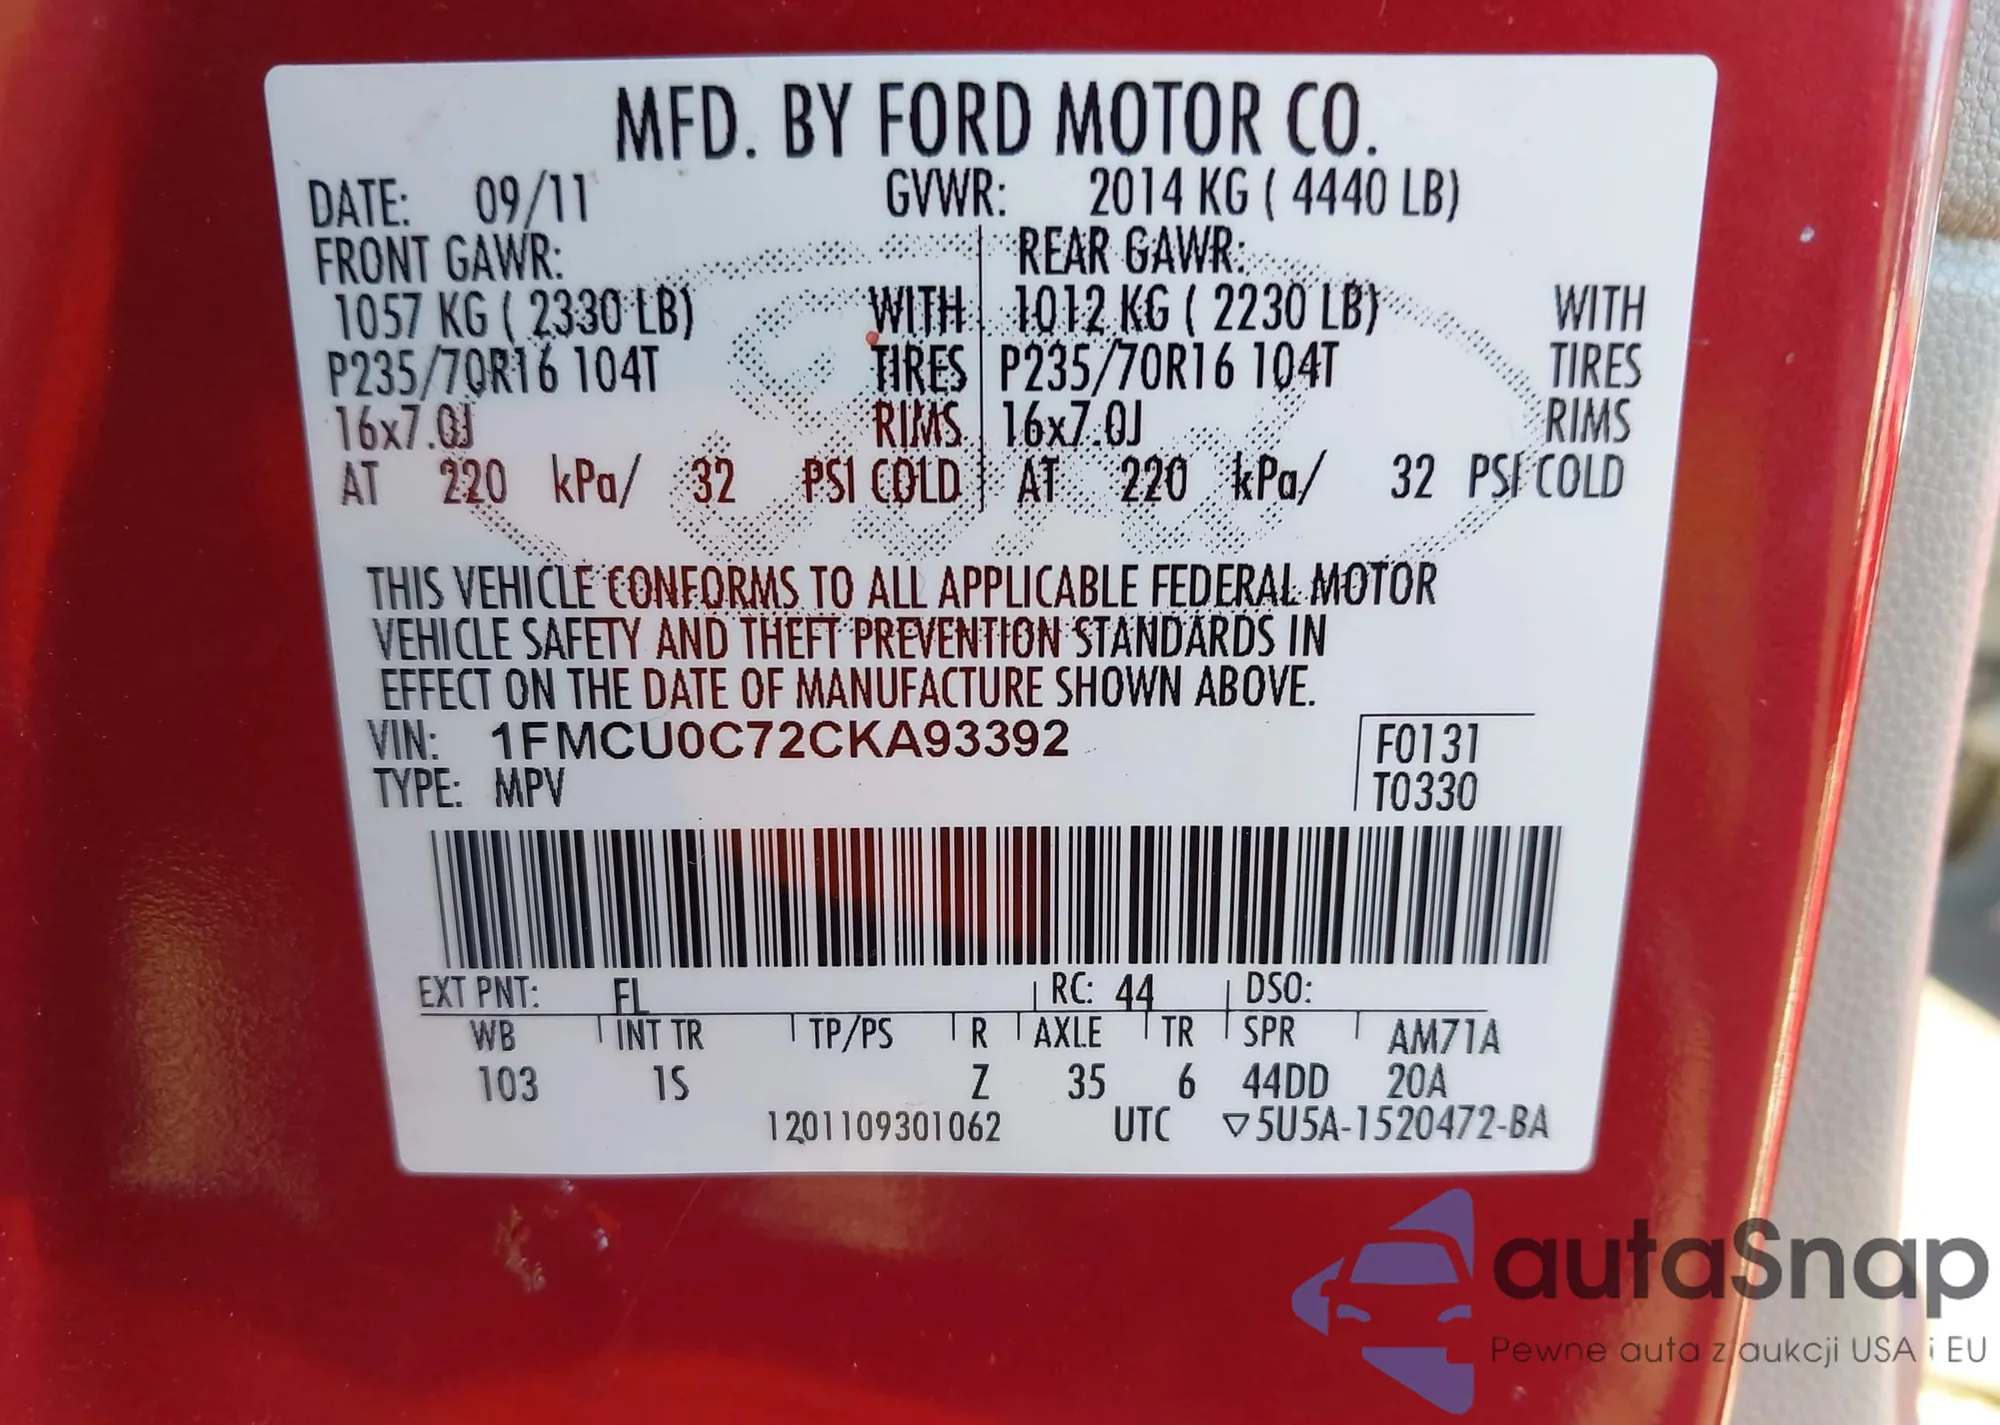 MFD. BY FORD MOTOR CO.
DATE: 09/11 GVWR: 2014 KG ( 4440 LB)
FRONT GAWR: REAR GAWR:
1057 KG ( 2330 LB) WITH 1012 KG ( 2230 LB) WITH
P235/70R16 104T TIRES P235/70R16 104T TIRES
16x7.0J RIMS 16x7.0J RIMS
AT 220 kPa/ 32 PSI COLD AT 220 kPa/ 32 PSI COLD
THIS VEHICLE CONFORMS TO ALL APPLICABLE FEDERAL MOTOR
VEHICLE SAFETY AND THEFT PREVENTION STANDARDS IN
EFFECT ON THE DATE OF MANUFACTURE SHOWN ABOVE.
VIN: 1FMCU0C72CKA93392 F0131
TYPE: MPV T0330
EXT PNT: FL RC: 44 DSO:
WB INT TR TP/PS R AXLE TR SPR AM71A
103 1S Z 35 6 44DD 20A
1201109301062 UTC ▽5U5A-1520472-BA
autaSnap
Pewne auta z aukcji USA i EU